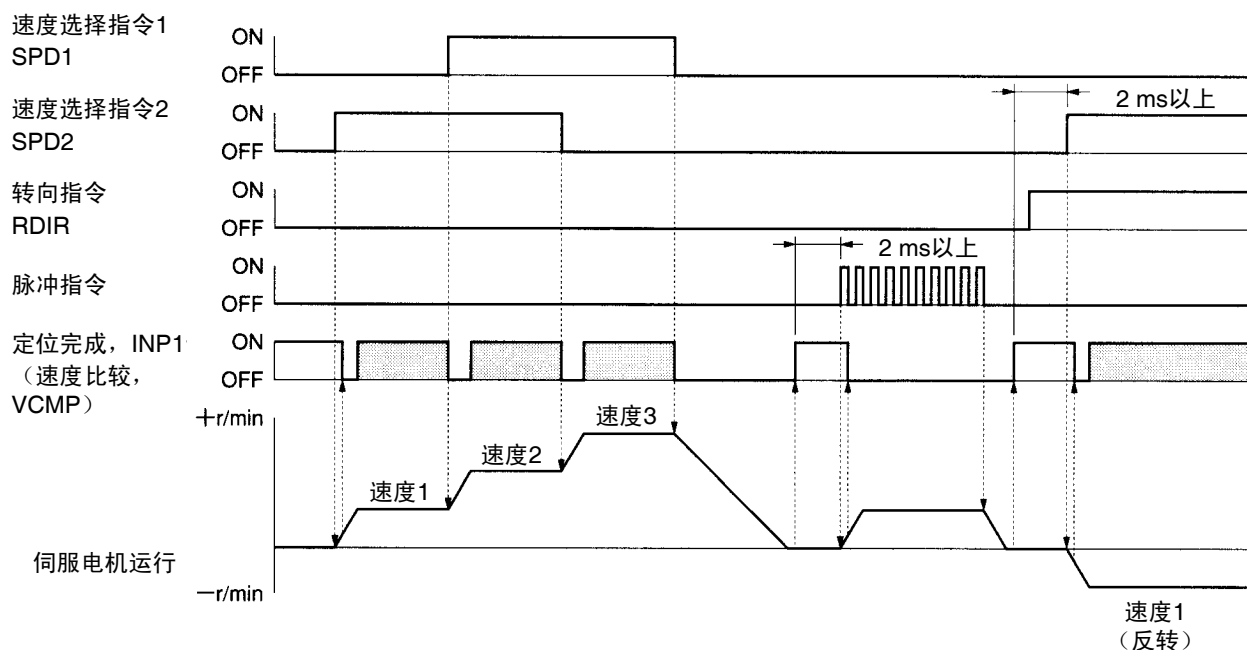 速度选择指令1
SPD1
ON
OFF
速度选择指令2
SPD2
ON
OFF
2 ms以上
转向指令
RDIR
ON
OFF
脉冲指令
ON
OFF
2 ms以上
定位完成，INP1
（速度比较，
VCMP）
ON
OFF
＋r/min
速度1
速度2
速度3
伺服电机运行
－r/min
速度1
（反转）